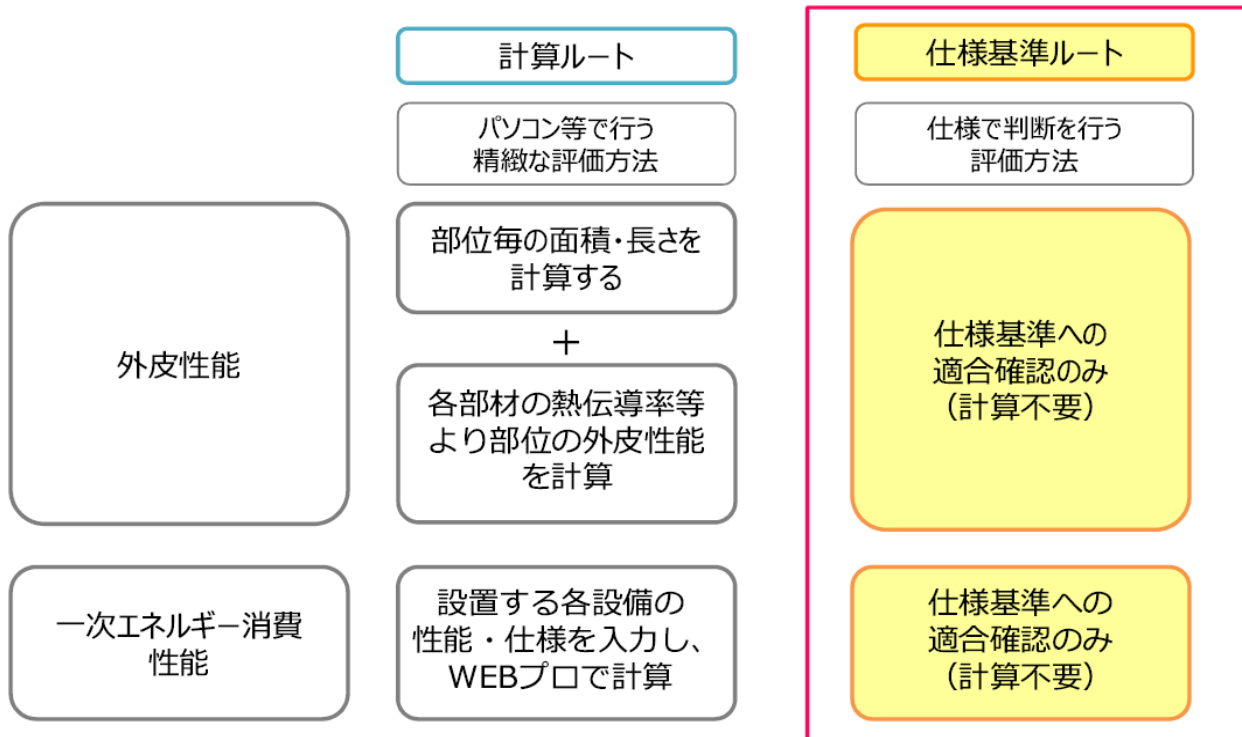 計算ルート
仕様基準ルート
パソコン等で行う
精緻な評価方法
仕様で判断を行う
評価方法
外皮性能
部位毎の面積・長さを
計算する
+
各部材の熱伝導率等
より部位の外皮性能
を計算
仕様基準への
適合確認のみ
（計算不要）
一次エネルギー消費
性能
設置する各設備の
性能・仕様を入力し、
WEBプロで計算
仕様基準への
適合確認のみ
（計算不要）